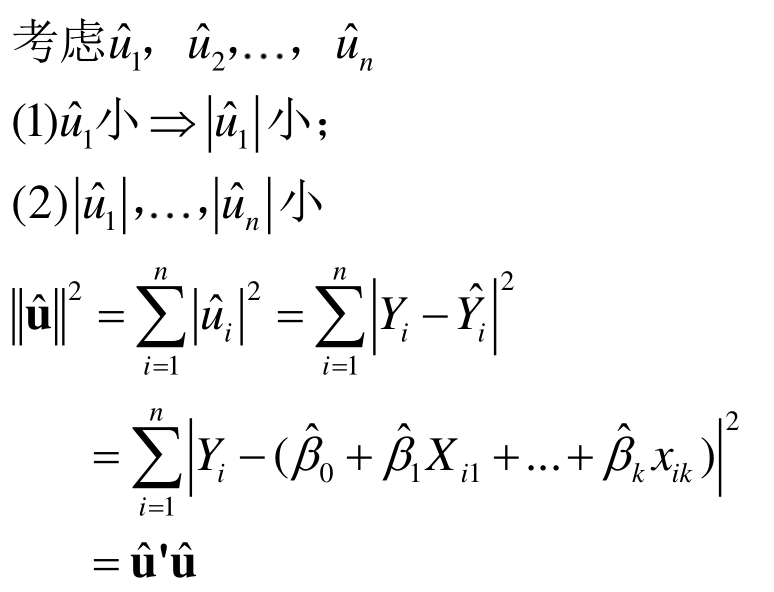 考虑û₁, û₂,…, ûₙ
(1)û₁小⇒|û₁|小；
(2)|û₁|,…,|ûₙ|小
‖û‖² = ∑ᵢ₌₁ⁿ|ûᵢ|² = ∑ᵢ₌₁ⁿ|Yᵢ − Ŷᵢ|²
= ∑ᵢ₌₁ⁿ|Yᵢ − (β̂₀ + β̂₁Xᵢ₁ +...+ β̂ₖxᵢₖ)|²
= û'û